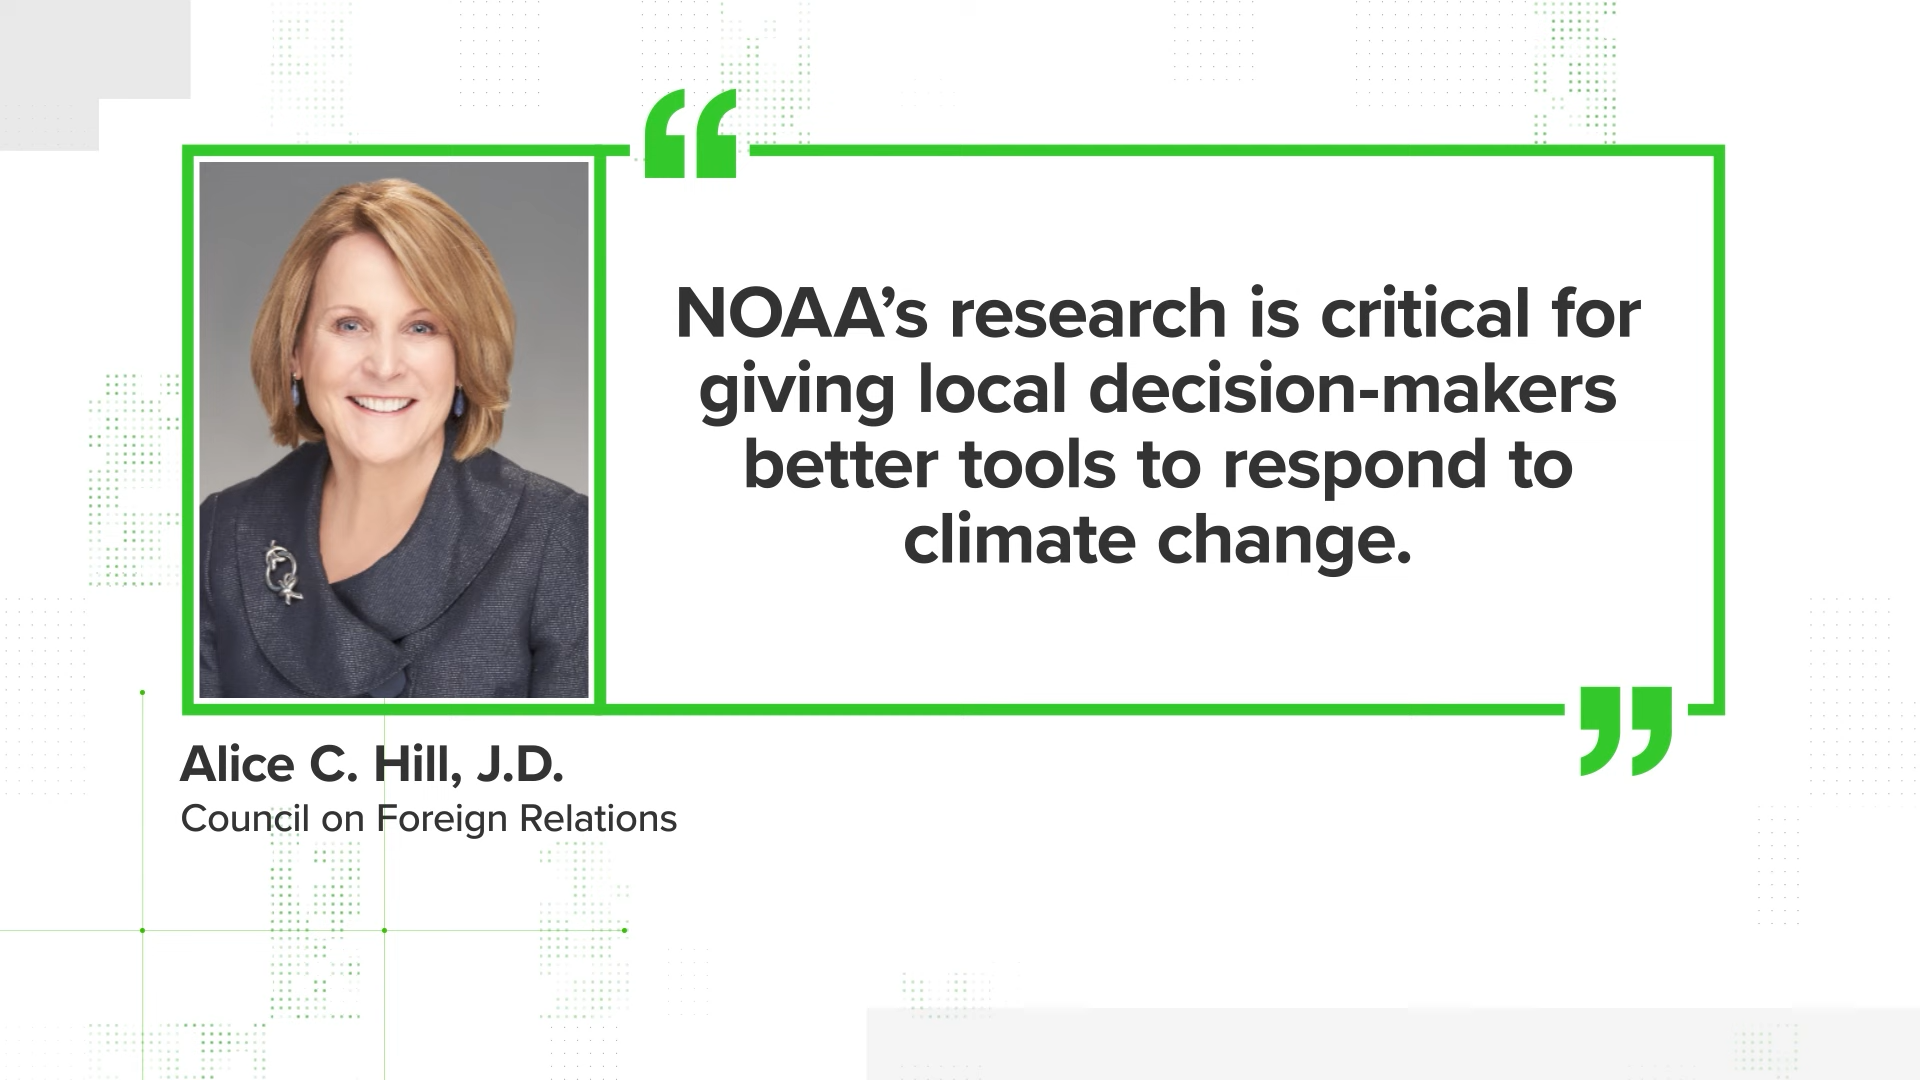 “
NOAA’s research is critical for
giving local decision-makers
better tools to respond to
climate change.
”
Alice C. Hill, J.D.
Council on Foreign Relations